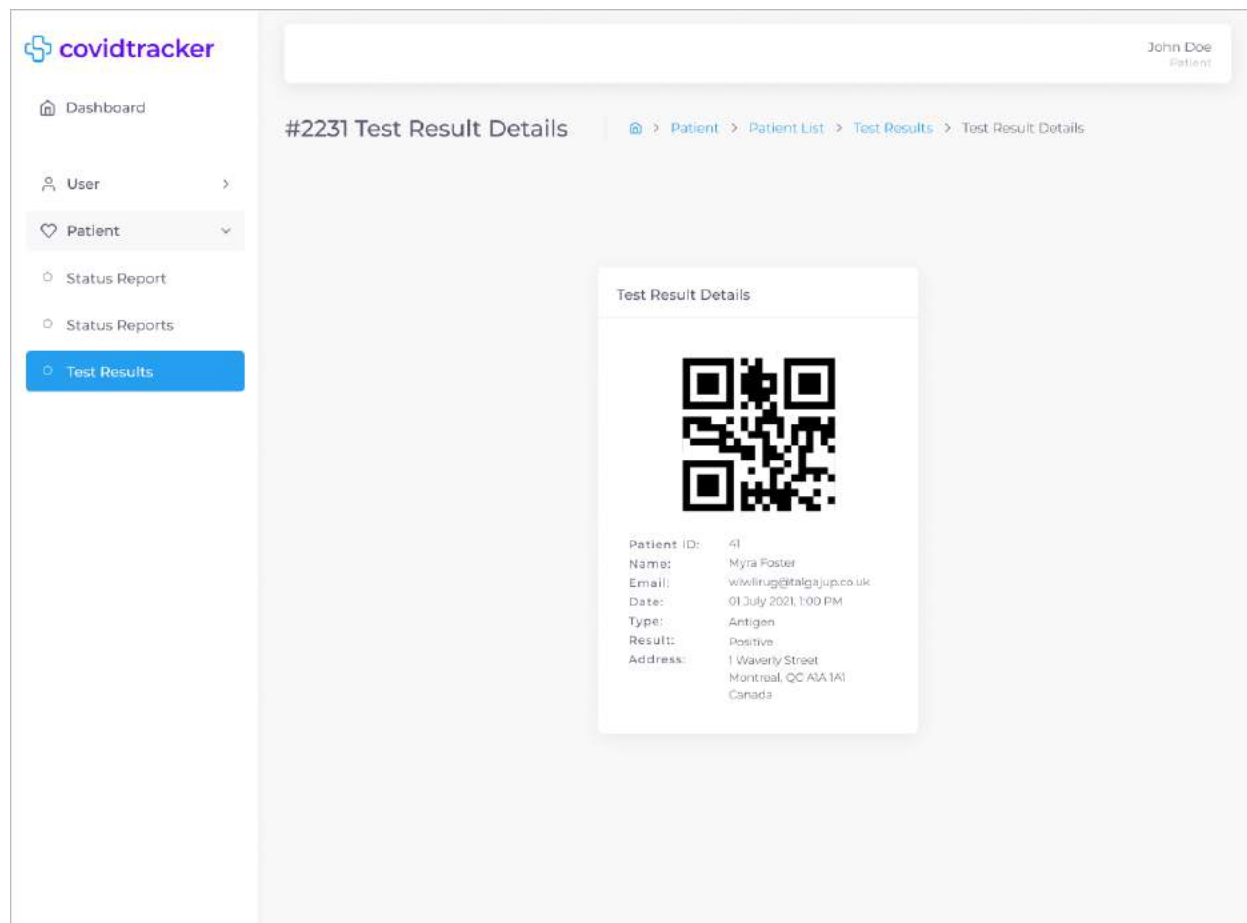 covidtracker
John Doe
Patient
Dashboard
#2231 Test Result Details
Patient > Patient List > Test Results > Test Result Details
User
Patient
Status Report
Status Reports
Test Results
Test Result Details
Patient ID: 41
Name: Myra Foster
Email: wiwlirug@talgajup.co.uk
Date: 01 July 2021, 1:00 PM
Type: Antigen
Result: Positive
Address: 1 Waverly Street
Montreal, QC A1A 1A1
Canada